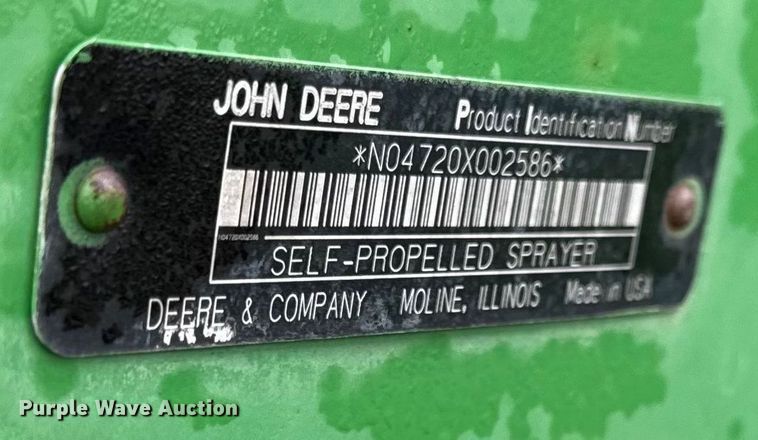 JOHN DEERE Product Identification Number
*N04720X002586*
N04720X002586
SELF-PROPELLED SPRAYER
DEERE & COMPANY MOLINE, ILLINOIS Made in USA
Purple Wave Auction